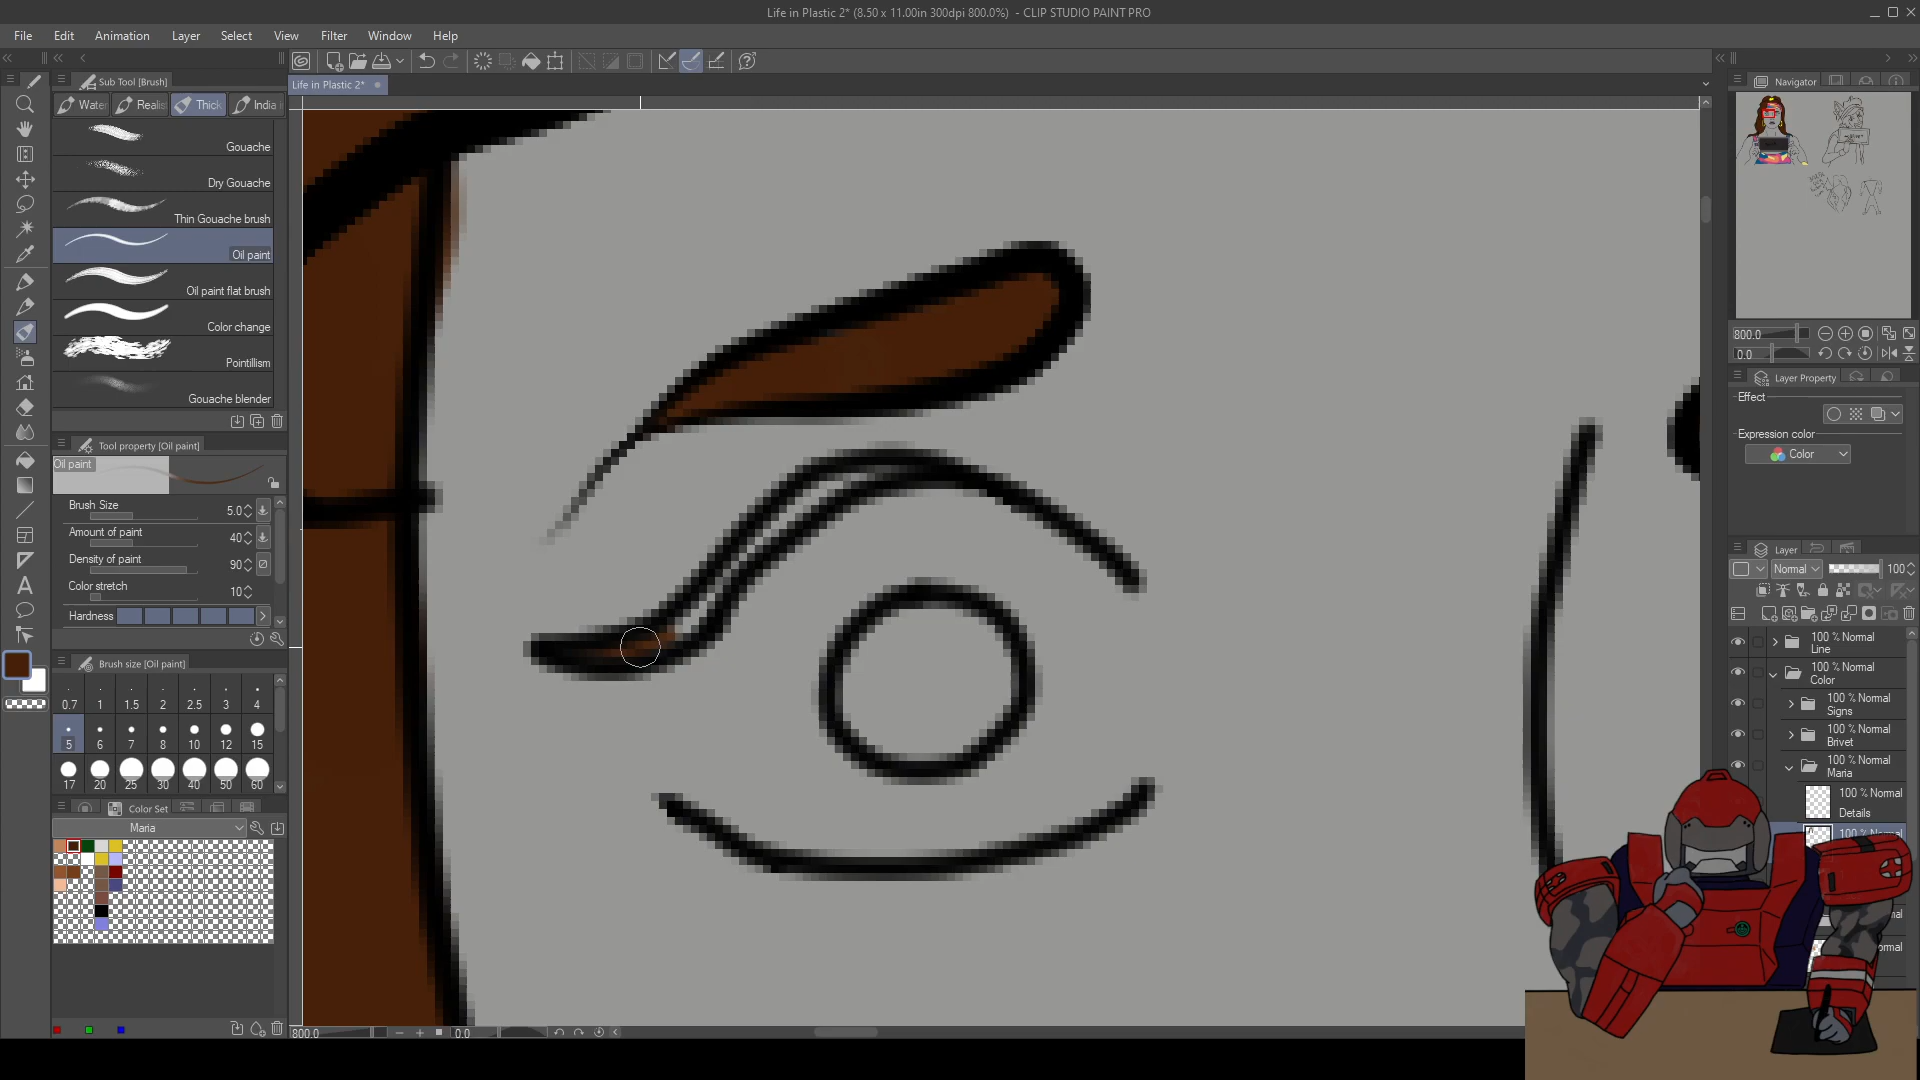 Life in Plastic 2* (8.50 x 11.00in 300dpi 800.0%) - CLIP STUDIO PAINT PRO
File Edit Animation Layer Select View Filter Window Help
Sub Tool [Brush]
Life in Plastic 2*
Navigator
Water Realis Thick India
Gouache
Dry Gouache
Thin Gouache brush
Oil paint
Oil paint flat brush
Color change
Pointillism
Gouache blender
Tool property [Oil paint]
Oil paint
Brush Size 5.0
Amount of paint 40
Density of paint 90
Color stretch 10
Hardness
Brush size [Oil paint]
0.7 1 1.5 2 2.5 3 4
5 6 7 8 10 12 15
17 20 25 30 40 50 60
Color Set
Maria
800.0 0.0
800.0
0.0
Layer Property
Effect
Expression color
Color
Layer
Normal 100
100 % Normal
Line
100 % Normal
Color
100 % Normal
Signs
100 % Normal
Brivet
100 % Normal
Maria
100 % Normal
Details
100 % Normal